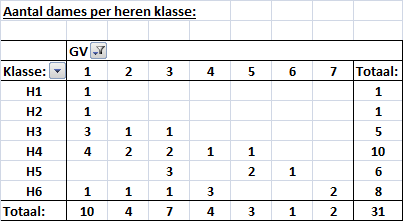 Aantal dames per heren klasse:
GV
Klasse: 1 2 3 4 5 6 7 Totaal:
H1 1 1
H2 1 1
H3 3 1 1 5
H4 4 2 2 1 1 10
H5 3 2 1 6
H6 1 1 1 3 2 8
Totaal: 10 4 7 4 3 1 2 31